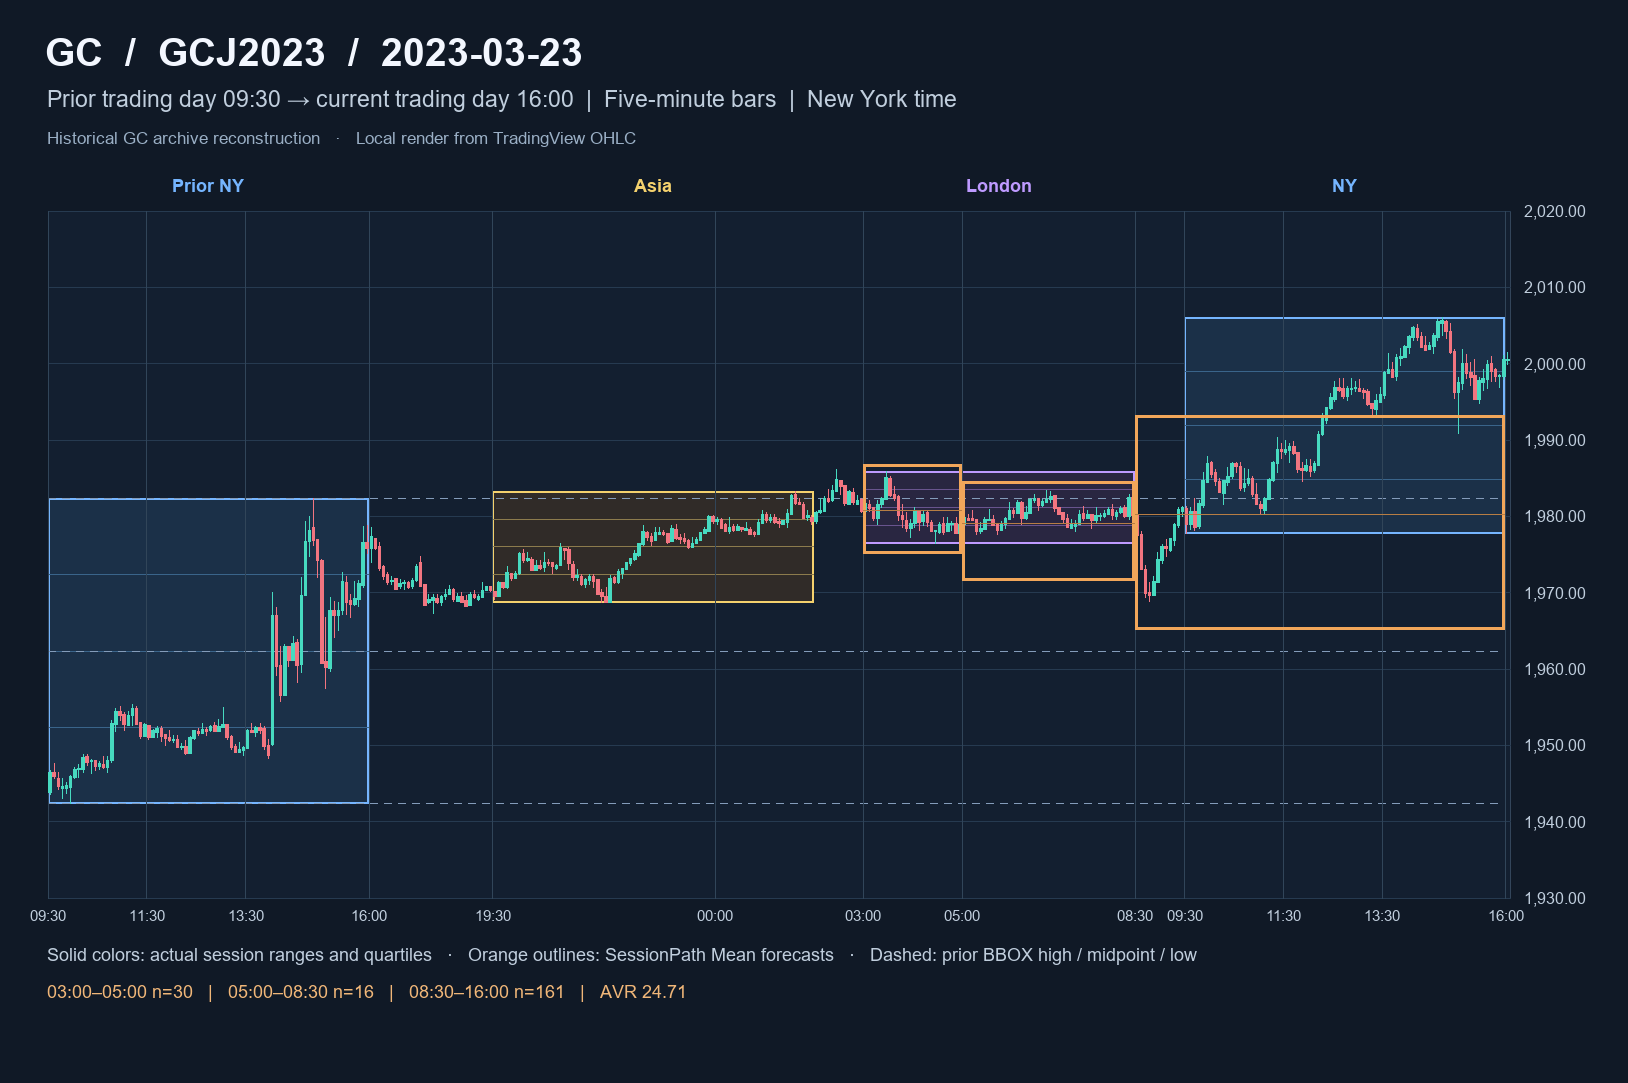 GC / GCJ2023 / 2023-03-23
Prior trading day 09:30 → current trading day 16:00 | Five-minute bars | New York time
Historical GC archive reconstruction · Local render from TradingView OHLC
Prior NY Asia London NY
2,020.00
2,010.00
2,000.00
1,990.00
1,980.00
1,970.00
1,960.00
1,950.00
1,940.00
1,930.00
09:30 11:30 13:30 16:00 19:30 00:00 03:00 05:00 08:30 09:30 11:30 13:30 16:00
Solid colors: actual session ranges and quartiles · Orange outlines: SessionPath Mean forecasts · Dashed: prior BBOX high / midpoint / low
03:00–05:00 n=30 | 05:00–08:30 n=16 | 08:30–16:00 n=161 | AVR 24.71